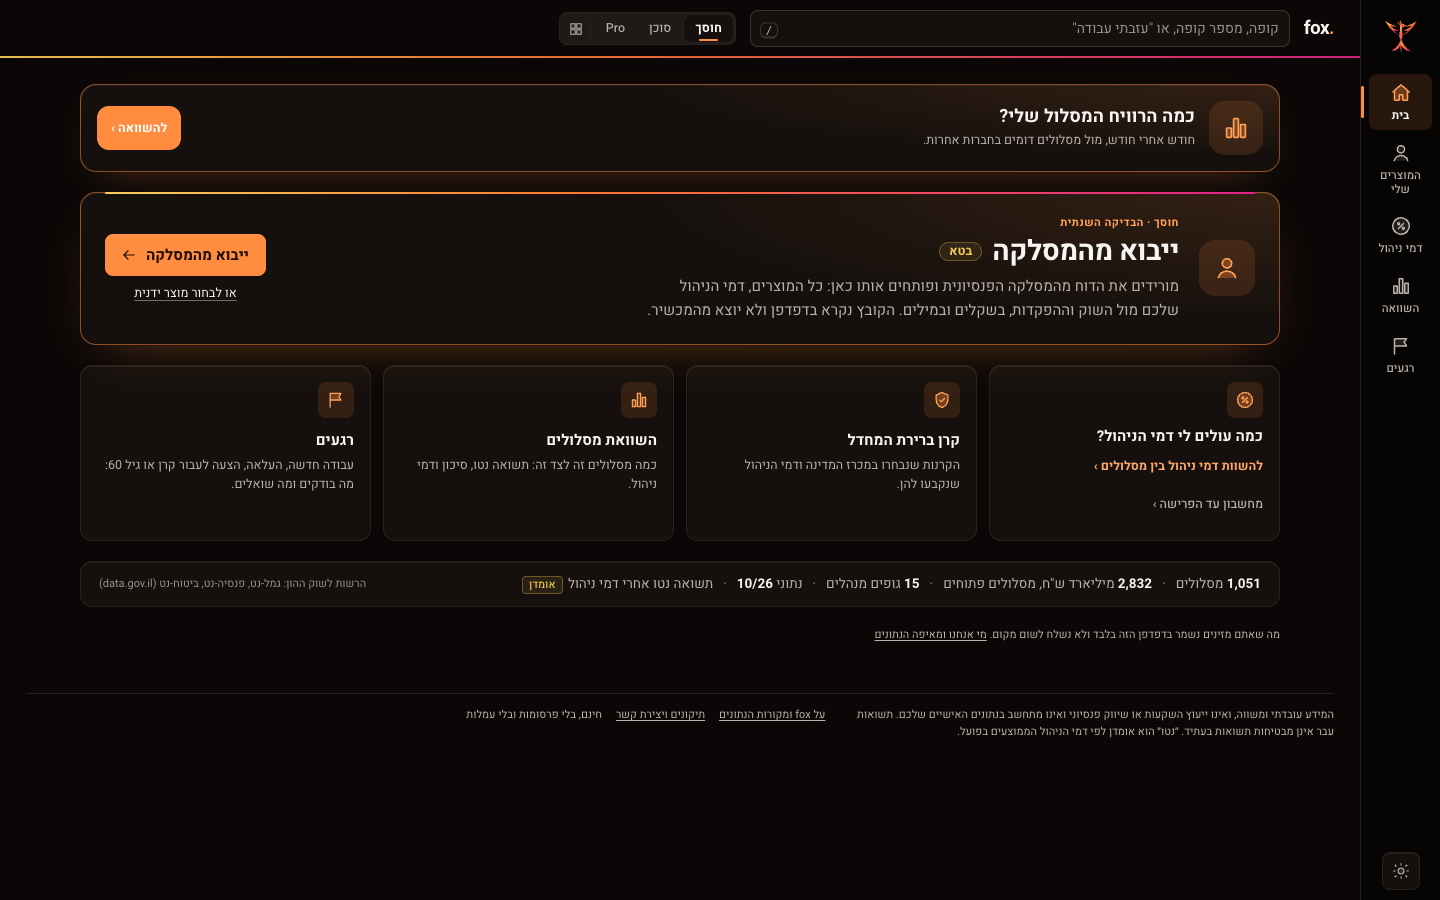 fox.
קופה, מספר קופה, או "עזבתי עבודה"
/
חוסך
סוכן
Pro
בית
המוצרים
שלי
דמי ניהול
השוואה
רגעים
כמה הרוויח המסלול שלי?
חודש אחרי חודש, מול מסלולים דומים בחברות אחרות.
להשוואה ›
חוסך · הבדיקה השנתית
ייבוא מהמסלקה בטא
מורידים את הדוח מהמסלקה הפנסיונית ופותחים אותו כאן: כל המוצרים, דמי הניהול
שלכם מול השוק וההפקדות, בשקלים ובמילים. הקובץ נקרא בדפדפן ולא יוצא מהמכשיר.
ייבוא מהמסלקה ←
או לבחור מוצר ידנית
כמה עולים לי דמי הניהול?
להשוות דמי ניהול בין מסלולים ›
מחשבון עד הפרישה ›
קרן ברירת המחדל
הקרנות שנבחרו במכרז המדינה ודמי הניהול
שנקבעו להן.
השוואת מסלולים
כמה מסלולים זה לצד זה: תשואה נטו, סיכון ודמי
ניהול.
רגעים
עבודה חדשה, העלאה, הצעה לעבור קרן או גיל 60:
מה בודקים ומה שואלים.
1,051 מסלולים · 2,832 מיליארד ש"ח, מסלולים פתוחים · 15 גופים מנהלים · נתוני 10/26 · תשואה נטו אחרי דמי ניהול אומדן
הרשות לשוק ההון: גמל-נט, פנסיה-נט, ביטוח-נט (data.gov.il)
מה שאתם מזינים נשמר בדפדפן הזה בלבד ולא נשלח לשום מקום. מי אנחנו ומאיפה הנתונים
המידע עובדתי ומשווה, ואינו ייעוץ השקעות או שיווק פנסיוני ואינו מתחשב בנתונים האישיים שלכם. תשואות
עבר אינן מבטיחות תשואות בעתיד. "נטו" הוא אומדן לפי דמי הניהול הממוצעים בפועל.
על fox ומקורות הנתונים
תיקונים ויצירת קשר
חינם, בלי פרסומות ובלי עמלות